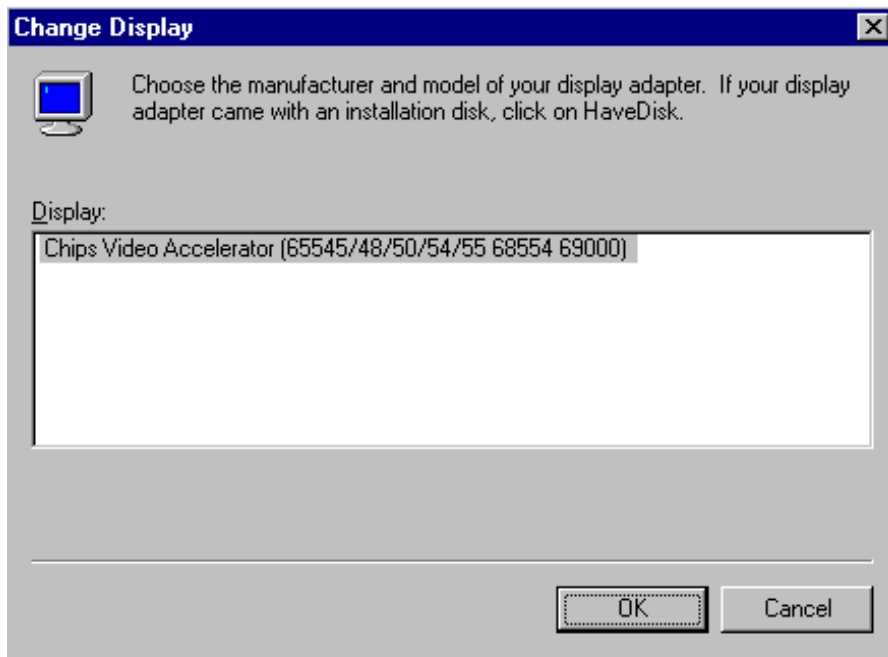 Change Display
Choose the manufacturer and model of your display adapter. If your display
adapter came with an installation disk, click on HaveDisk.
Display:
Chips Video Accelerator (65545/48/50/54/55 68554 69000)
OK
Cancel